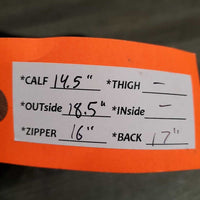 *CALF 14.5" *THIGH: —
*OUTside 18.5" *INside: —
*ZIPPER 16" *BACK 17"